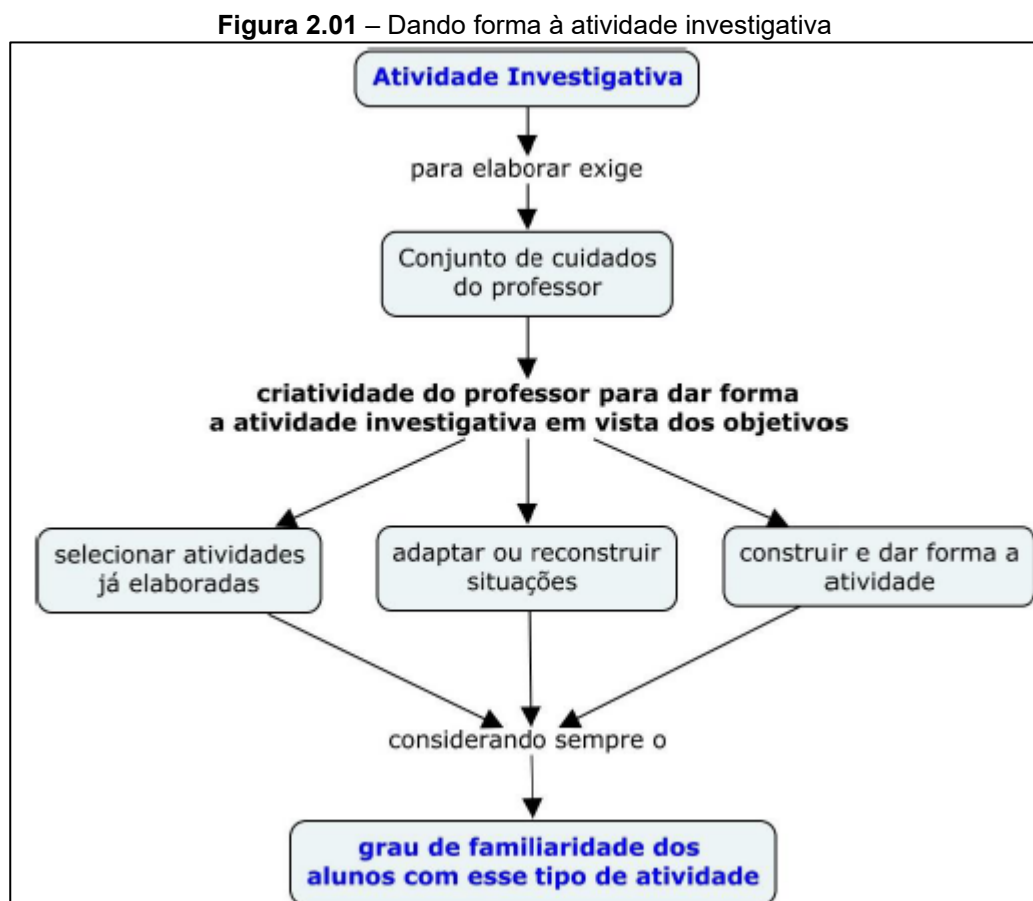 Figura 2.01 – Dando forma à atividade investigativa
Atividade Investigativa
para elaborar exige
Conjunto de cuidados
do professor
criatividade do professor para dar forma
a atividade investigativa em vista dos objetivos
selecionar atividades
já elaboradas
adaptar ou reconstruir
situações
construir e dar forma a
atividade
considerando sempre o
grau de familiaridade dos
alunos com esse tipo de atividade